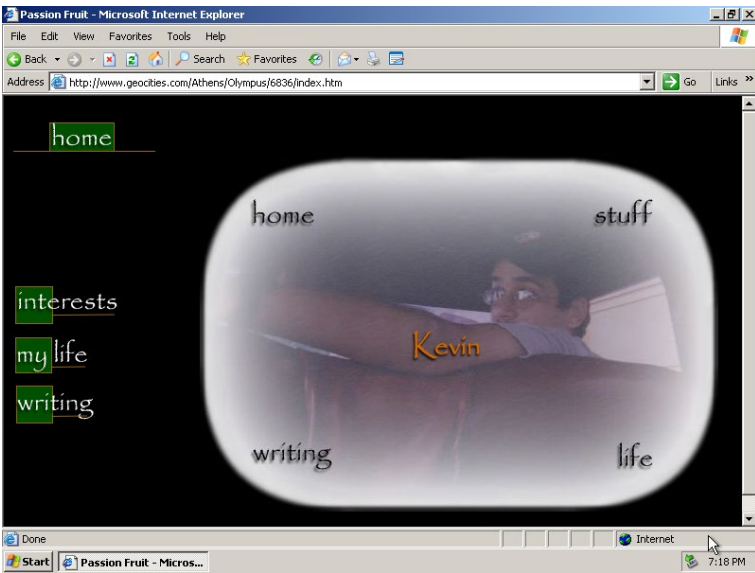 Passion Fruit - Microsoft Internet Explorer
File Edit View Favorites Tools Help
Back Search Favorites
Address http://www.geocities.com/Athens/Olympus/6836/index.htm Go Links »
home
home stuff
interests
Kevin
my life
writing
writing life
Done Internet
Start Passion Fruit - Micros... 7:18 PM